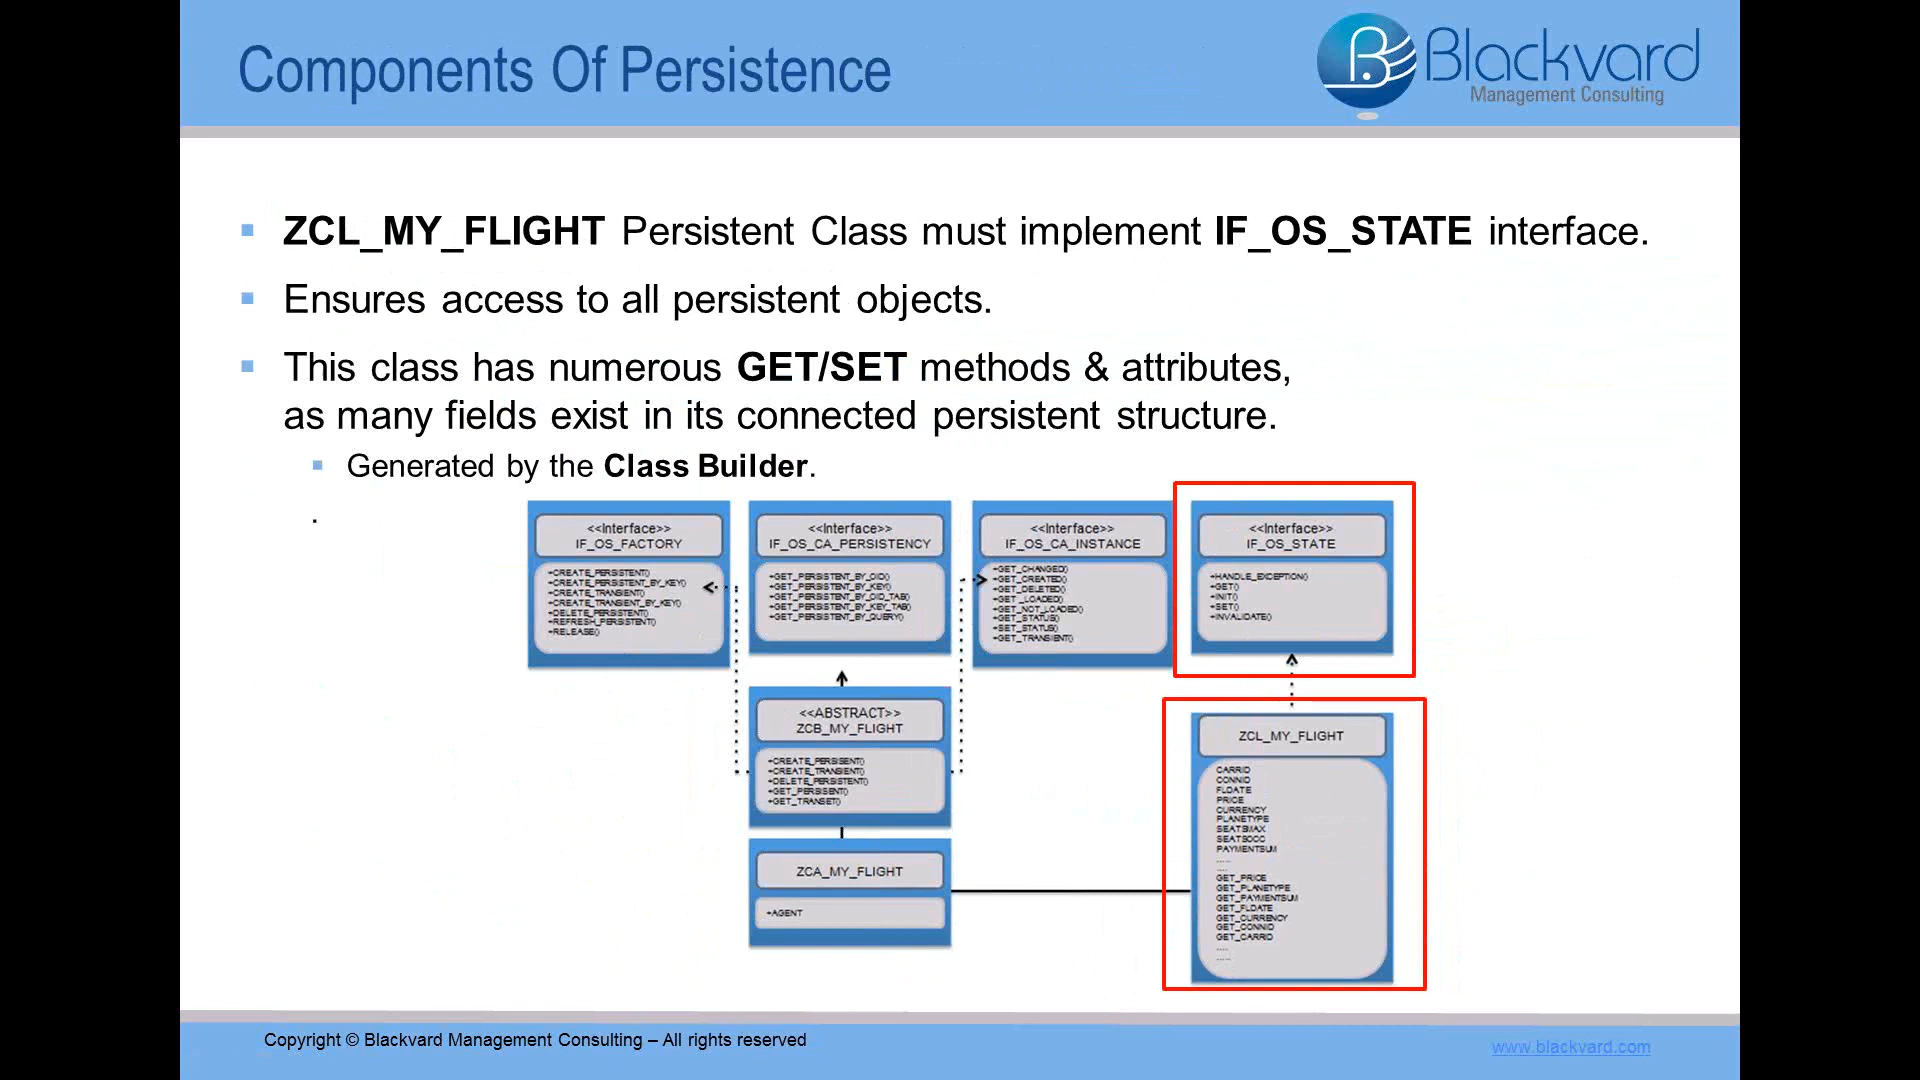 Components Of Persistence
Blackvard
Management Consulting
ZCL_MY_FLIGHT Persistent Class must implement IF_OS_STATE interface.
Ensures access to all persistent objects.
This class has numerous GET/SET methods & attributes,
as many fields exist in its connected persistent structure.
Generated by the Class Builder.
.
<<Interface>>
IF_OS_FACTORY
+CREATE_PERSISTENT()
+CREATE_PERSISTENT_BY_KEY()
+CREATE_TRANSIENT()
+CREATE_TRANSIENT_BY_KEY()
+DELETE_PERSISTENT()
+REFRESH_PERSISTENT()
+RELEASE()
<<Interface>>
IF_OS_CA_PERSISTENCY
+GET_PERSISTENT_BY_OID()
+GET_PERSISTENT_BY_KEY()
+GET_PERSISTENT_BY_OID_TAB()
+GET_PERSISTENT_BY_KEY_TAB()
+GET_PERSISTENT_BY_QUERY()
<<Interface>>
IF_OS_CA_INSTANCE
+GET_CHANGED()
+GET_CREATED()
+GET_DELETED()
+GET_LOADED()
+GET_NOT_LOADED()
+GET_STATUS()
+SET_STATUS()
+GET_TRANSIENT()
<<Interface>>
IF_OS_STATE
+HANDLE_EXCEPTION()
+GET()
+INIT()
+SET()
+INVALIDATE()
<<ABSTRACT>>
ZCB_MY_FLIGHT
+CREATE_PERSISENT()
+CREATE_TRANSIENT()
+DELETE_PERSISTENT()
+GET_PERSISENT()
+GET_TRANSET()
ZCA_MY_FLIGHT
+AGENT
ZCL_MY_FLIGHT
CARRID
CONNID
FLDATE
PRICE
CURRENCY
PLANETYPE
SEATSMAX
SEATSOCC
PAYMENTSUM
.....
....
GET_PRICE
GET_PLANETYPE
GET_PAYMENTSUM
GET_FLDATE
GET_CURRENCY
GET_CONNID
GET_CARRID
....
.....
Copyright © Blackvard Management Consulting – All rights reserved
www.blackvard.com